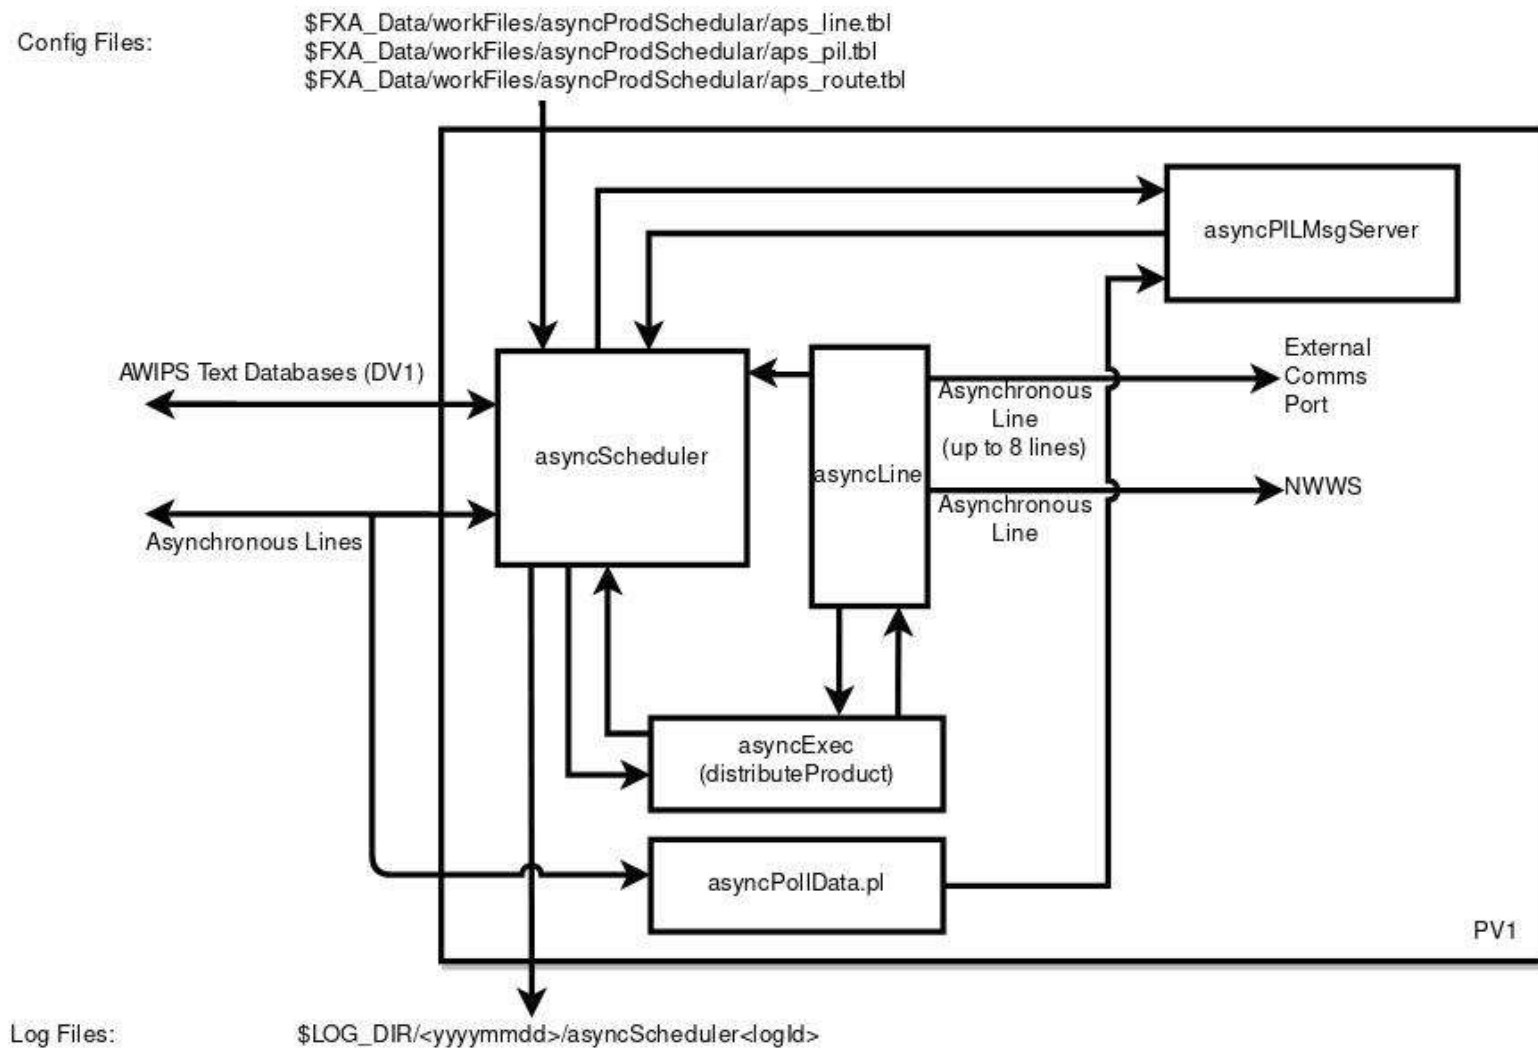 Config Files:
$FXA_Data/workFiles/asyncProdSchedular/aps_line.tbl
$FXA_Data/workFiles/asyncProdSchedular/aps_pil.tbl
$FXA_Data/workFiles/asyncProdSchedular/aps_route.tbl
asyncPILMsgServer
AWIPS Text Databases (DV1)
Asynchronous Lines
asyncScheduler
asyncLine
Asynchronous
Line
(up to 8 lines)
External
Comms
Port
Asynchronous
Line
NWWS
asyncExec
(distributeProduct)
asyncPollData.pl
PV1
Log Files:
$LOG_DIR/<yyyymmdd>/asyncScheduler<logId>